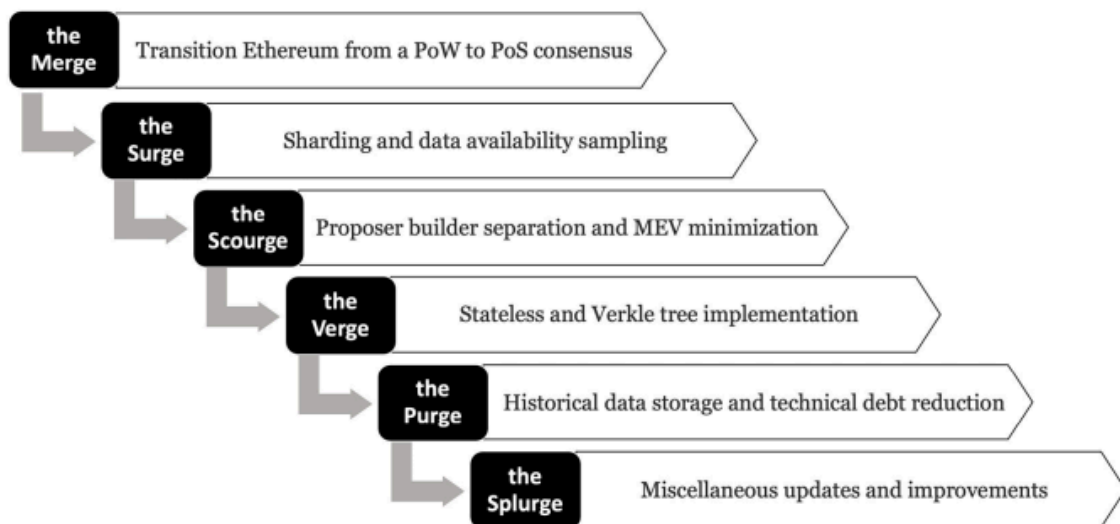 the
Merge
Transition Ethereum from a PoW to PoS consensus
the
Surge
Sharding and data availability sampling
the
Scourge
Proposer builder separation and MEV minimization
the
Verge
Stateless and Verkle tree implementation
the
Purge
Historical data storage and technical debt reduction
the
Splurge
Miscellaneous updates and improvements